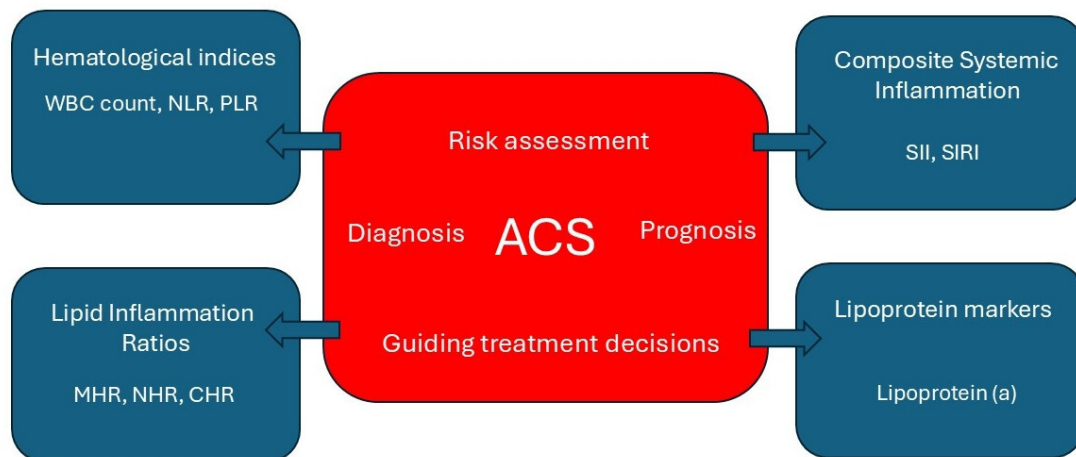 Hematological indices
WBC count, NLR, PLR
Composite Systemic
Inflammation
SII, SIRI
Risk assessment
Diagnosis
ACS
Prognosis
Guiding treatment decisions
Lipid Inflammation
Ratios
MHR, NHR, CHR
Lipoprotein markers
Lipoprotein (a)